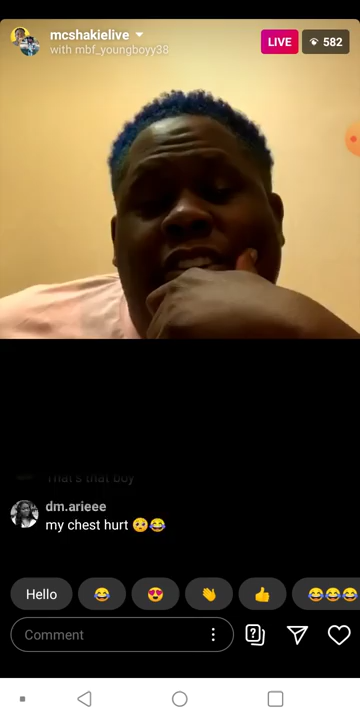 mcshakielive
with mbf_youngboyy38
LIVE
582
That's that boy
dm.arieee
my chest hurt 🥺😂
Hello
😂
😍
👏
👍
😂😂😂
Comment